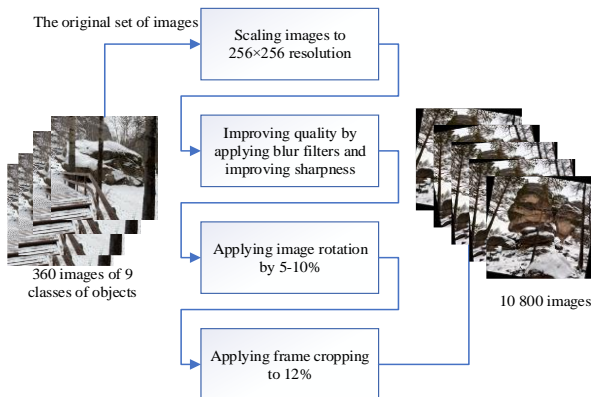 The original set of images
Scaling images to
256×256 resolution
Improving quality by
applying blur filters and
improving sharpness
Applying image rotation
by 5-10%
Applying frame cropping
to 12%
360 images of 9
classes of objects
10 800 images